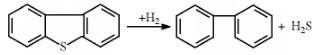 +H₂
S
+ H₂S